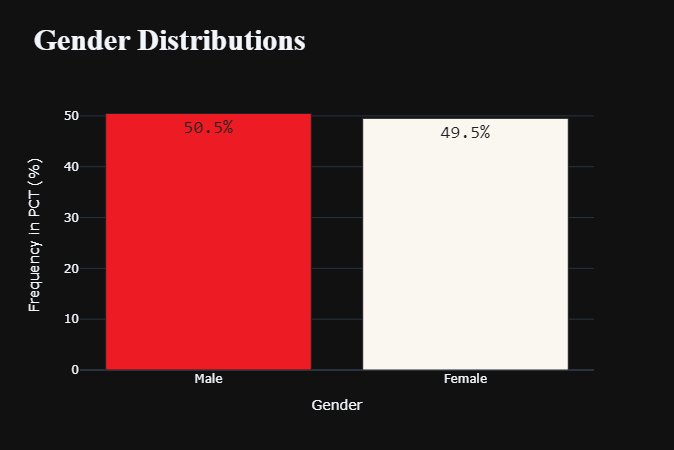 Gender Distributions
50
40
30
20
10
0
Frequency in PCT (%)
50.5%
49.5%
Male
Female
Gender